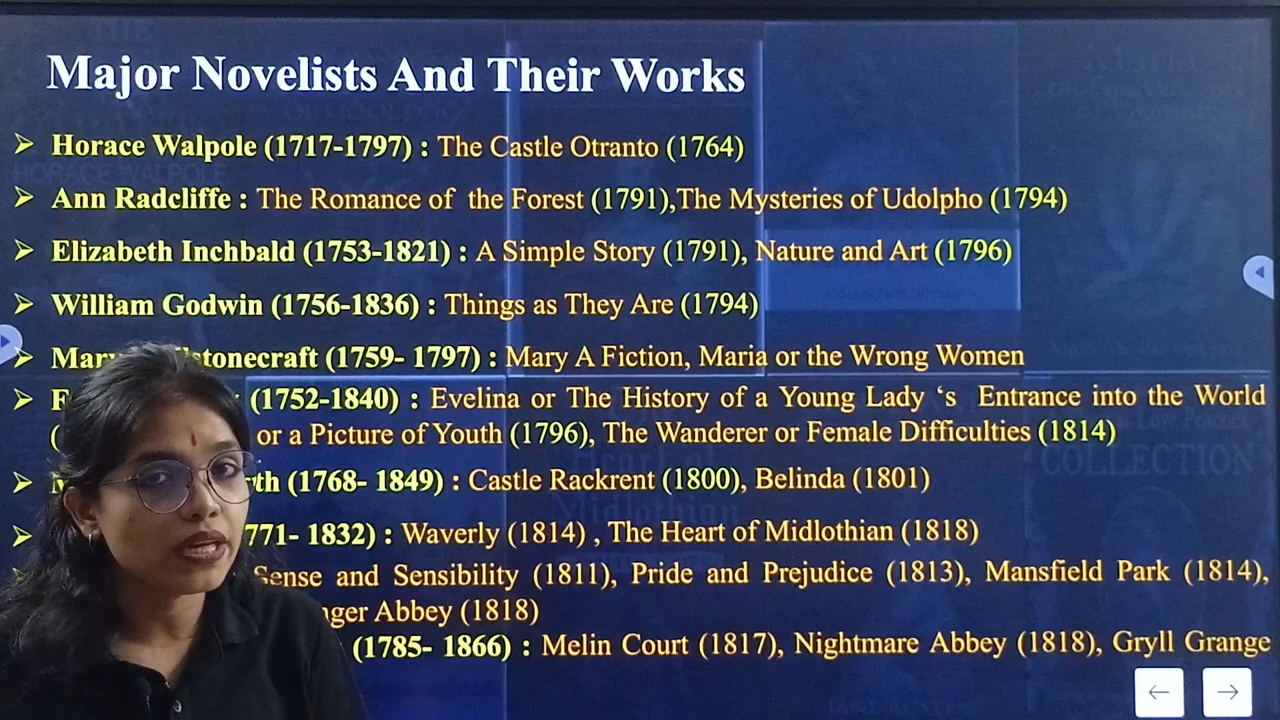 Major Novelists And Their Works
➤ Horace Walpole (1717-1797) : The Castle Otranto (1764)
➤ Ann Radcliffe : The Romance of the Forest (1791),The Mysteries of Udolpho (1794)
➤ Elizabeth Inchbald (1753-1821) : A Simple Story (1791), Nature and Art (1796)
➤ William Godwin (1756-1836) : Things as They Are (1794)
➤ Mary stonecraft (1759- 1797) : Mary A Fiction, Maria or the Wrong Women
➤ (1752-1840) : Evelina or The History of a Young Lady ‘s Entrance into the World
or a Picture of Youth (1796), The Wanderer or Female Difficulties (1814)
➤ rth (1768- 1849) : Castle Rackrent (1800), Belinda (1801)
➤ 771- 1832) : Waverly (1814) , The Heart of Midlothian (1818)
Sense and Sensibility (1811), Pride and Prejudice (1813), Mansfield Park (1814),
nger Abbey (1818)
(1785- 1866) : Melin Court (1817), Nightmare Abbey (1818), Gryll Grange